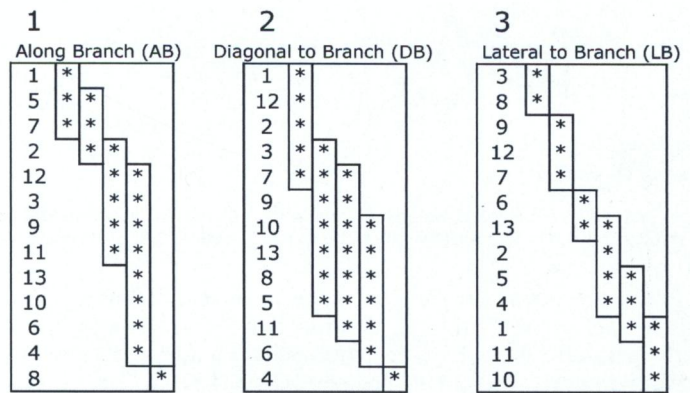 1
Along Branch (AB)
1 *
5 * *
7 * *
2 * *
12 * *
3 * *
9 * *
11 * *
13 *
10 *
6 *
4 *
8 *
2
Diagonal to Branch (DB)
1 *
12 *
2 *
3 * *
7 * * *
9 * *
10 * * *
13 * * *
8 * * *
5 * * *
11 * *
6 *
4 *
3
Lateral to Branch (LB)
3 *
8 *
9 *
12 *
7 *
6 *
13 * *
2 *
5 * *
4 * *
1 * *
11 *
10 *